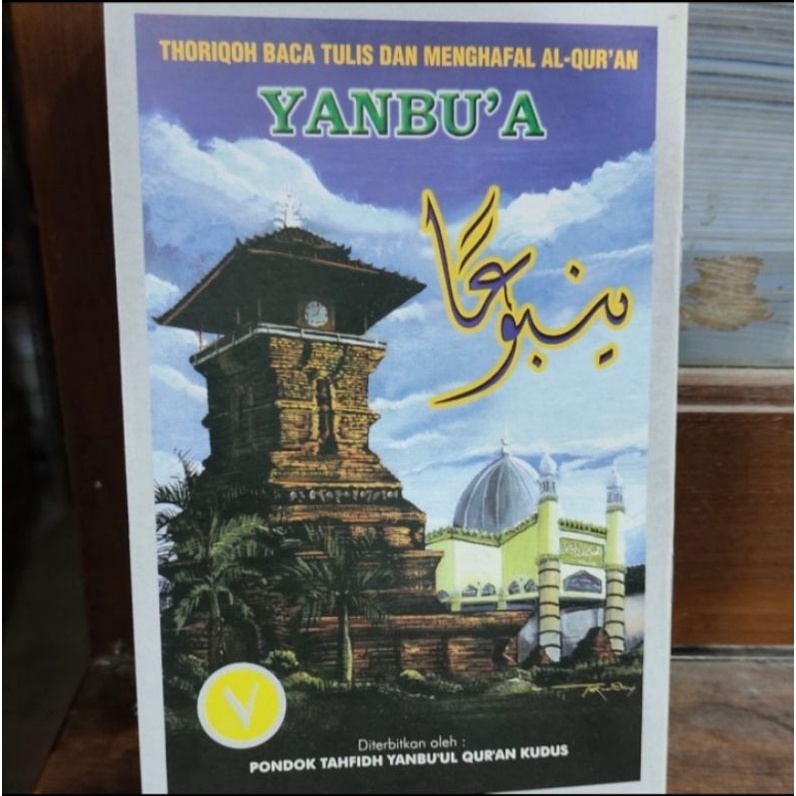 THORIQOH BACA TULIS DAN MENGHAFAL AL-QUR'AN
YANBU'A
ينبوعا
٧
Diterbitkan oleh :
PONDOK TAHFIDH YANBU'UL QUR'AN KUDUS